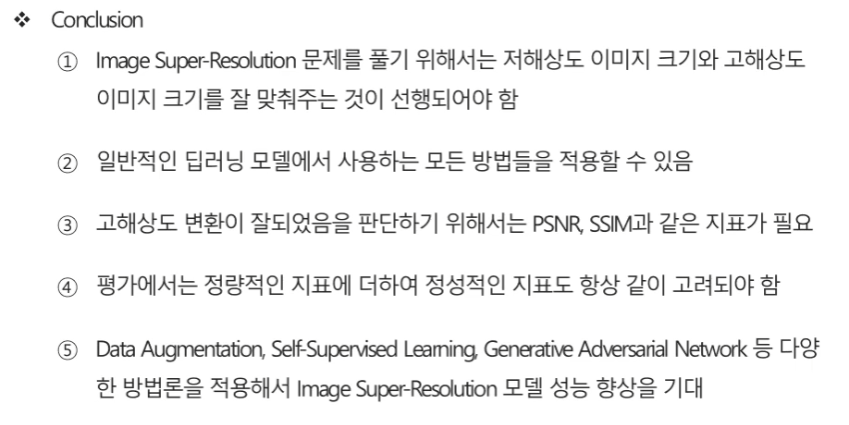 ❖ Conclusion
① Image Super-Resolution 문제를 풀기 위해서는 저해상도 이미지 크기와 고해상도
이미지 크기를 잘 맞춰주는 것이 선행되어야 함
② 일반적인 딥러닝 모델에서 사용하는 모든 방법들을 적용할 수 있음
③ 고해상도 변환이 잘되었음을 판단하기 위해서는 PSNR, SSIM과 같은 지표가 필요
④ 평가에서는 정량적인 지표에 더하여 정성적인 지표도 항상 같이 고려되야 함
⑤ Data Augmentation, Self-Supervised Learning, Generative Adversarial Network 등 다양
한 방법론을 적용해서 Image Super-Resolution 모델 성능 향상을 기대